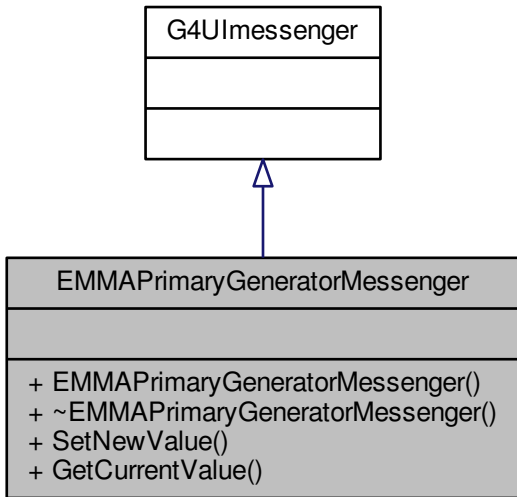 G4UImessenger
EMMAPrimaryGeneratorMessenger
+ EMMAPrimaryGeneratorMessenger()
+ ~EMMAPrimaryGeneratorMessenger()
+ SetNewValue()
+ GetCurrentValue()